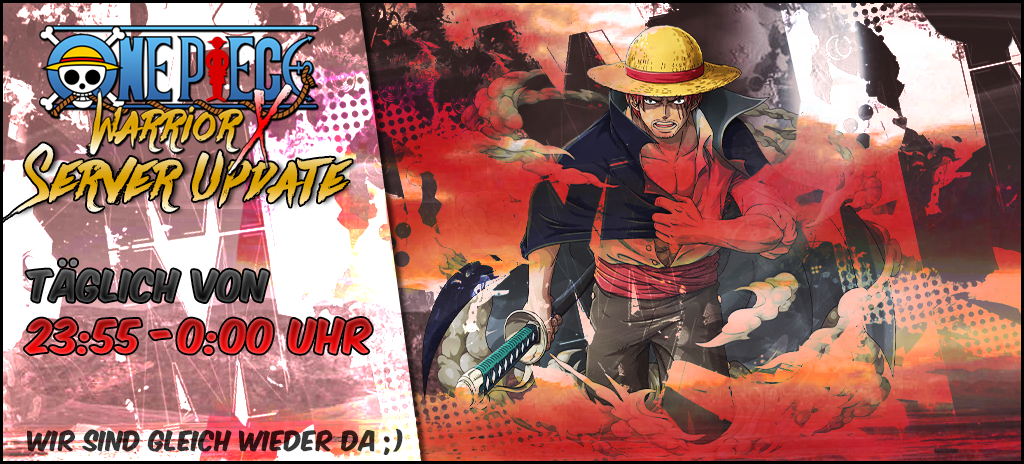 ONE PIECE
WARRIOR X
SERVER UPDATE
TÄGLICH VON
23:55 - 0:00 UHR
WIR SIND GLEICH WIEDER DA ;)